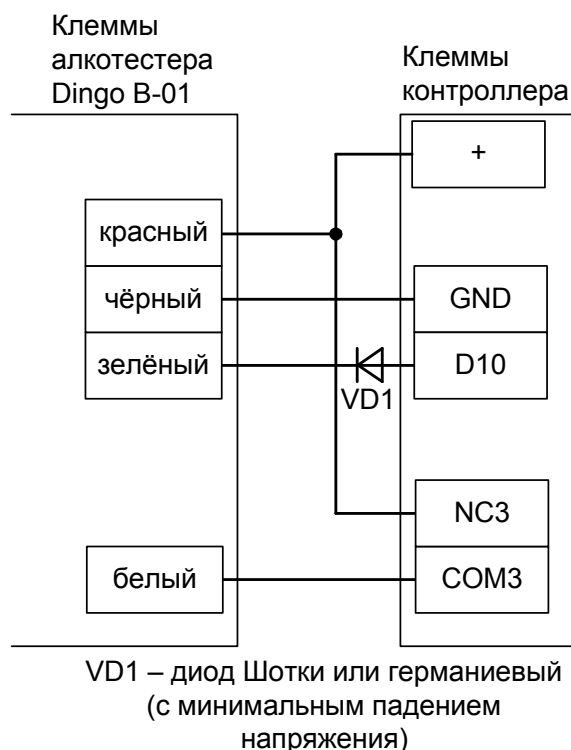 Клеммы
алкотестера
Dingo B-01
Клеммы
контроллера
+
красный
чёрный
GND
зелёный
D10
VD1
NC3
белый
COM3
VD1 – диод Шотки или германиевый
(с минимальным падением
напряжения)